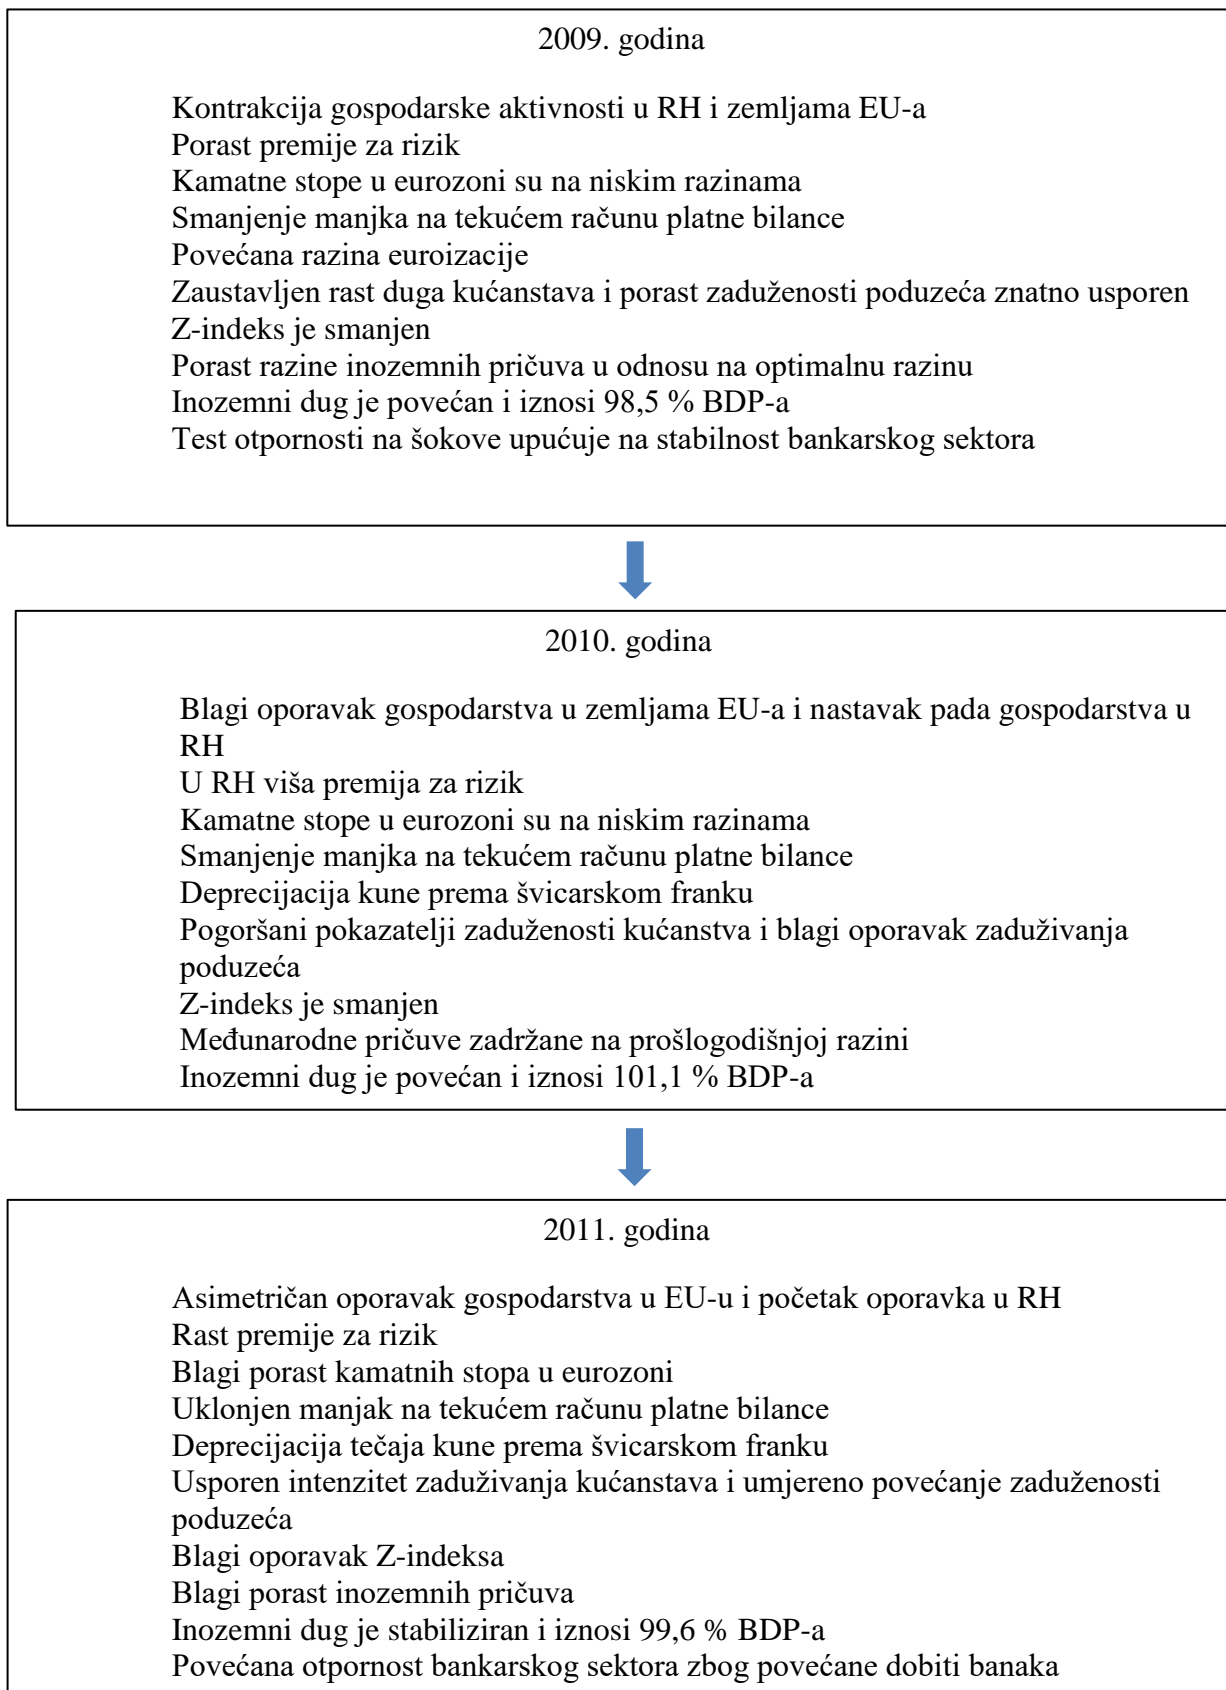 2009. godina
Kontrakcija gospodarske aktivnosti u RH i zemljama EU-a
Porast premije za rizik
Kamatne stope u eurozoni su na niskim razinama
Smanjenje manjka na tekućem računu platne bilance
Povećana razina euroizacije
Zaustavljen rast duga kućanstava i porast zaduženosti poduzeća znatno usporen
Z-indeks je smanjen
Porast razine inozemnih pričuva u odnosu na optimalnu razinu
Inozemni dug je povećan i iznosi 98,5 % BDP-a
Test otpornosti na šokove upućuje na stabilnost bankarskog sektora
2010. godina
Blagi oporavak gospodarstva u zemljama EU-a i nastavak pada gospodarstva u
RH
U RH viša premija za rizik
Kamatne stope u eurozoni su na niskim razinama
Smanjenje manjka na tekućem računu platne bilance
Deprecijacija kune prema švicarskom franku
Pogoršani pokazatelji zaduženosti kućanstva i blagi oporavak zaduživanja
poduzeća
Z-indeks je smanjen
Međunarodne pričuve zadržane na prošlogodišnjoj razini
Inozemni dug je povećan i iznosi 101,1 % BDP-a
2011. godina
Asimetričan oporavak gospodarstva u EU-u i početak oporavka u RH
Rast premije za rizik
Blagi porast kamatnih stopa u eurozoni
Uklonjen manjak na tekućem računu platne bilance
Deprecijacija tečaja kune prema švicarskom franku
Usporen intenzitet zaduživanja kućanstava i umjereno povećanje zaduženosti
poduzeća
Blagi oporavak Z-indeksa
Blagi porast inozemnih pričuva
Inozemni dug je stabiliziran i iznosi 99,6 % BDP-a
Povećana otpornost bankarskog sektora zbog povećane dobiti banaka